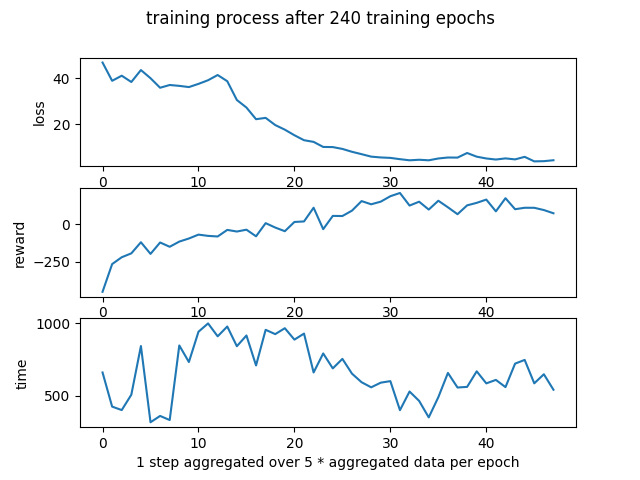 training process after 240 training epochs
40
20
loss
0 10 20 30 40
0
−250
reward
0 10 20 30 40
1000
500
time
0 10 20 30 40
1 step aggregated over 5 * aggregated data per epoch